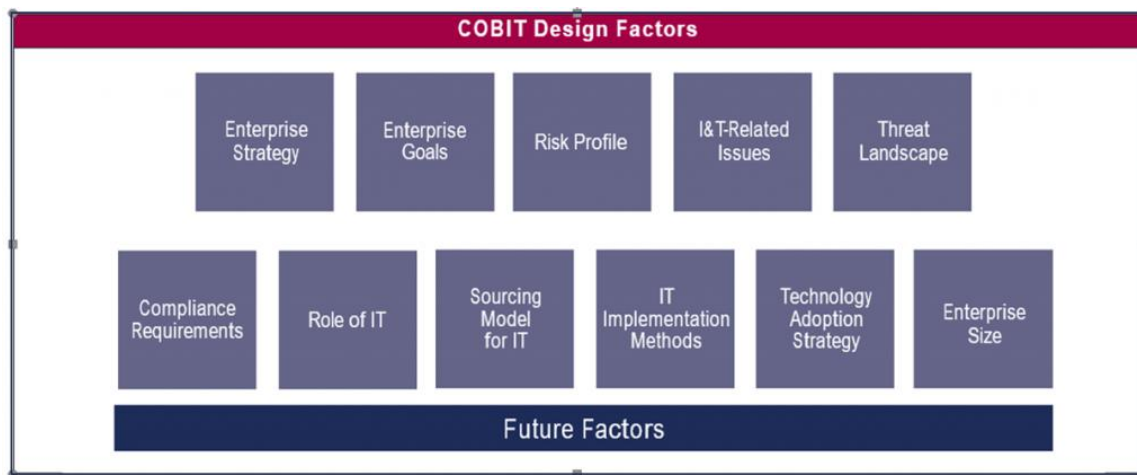 COBIT Design Factors
Enterprise
Strategy
Enterprise
Goals
Risk Profile
I&T-Related
Issues
Threat
Landscape
Compliance
Requirements
Role of IT
Sourcing
Model
for IT
IT
Implementation
Methods
Technology
Adoption
Strategy
Enterprise
Size
Future Factors